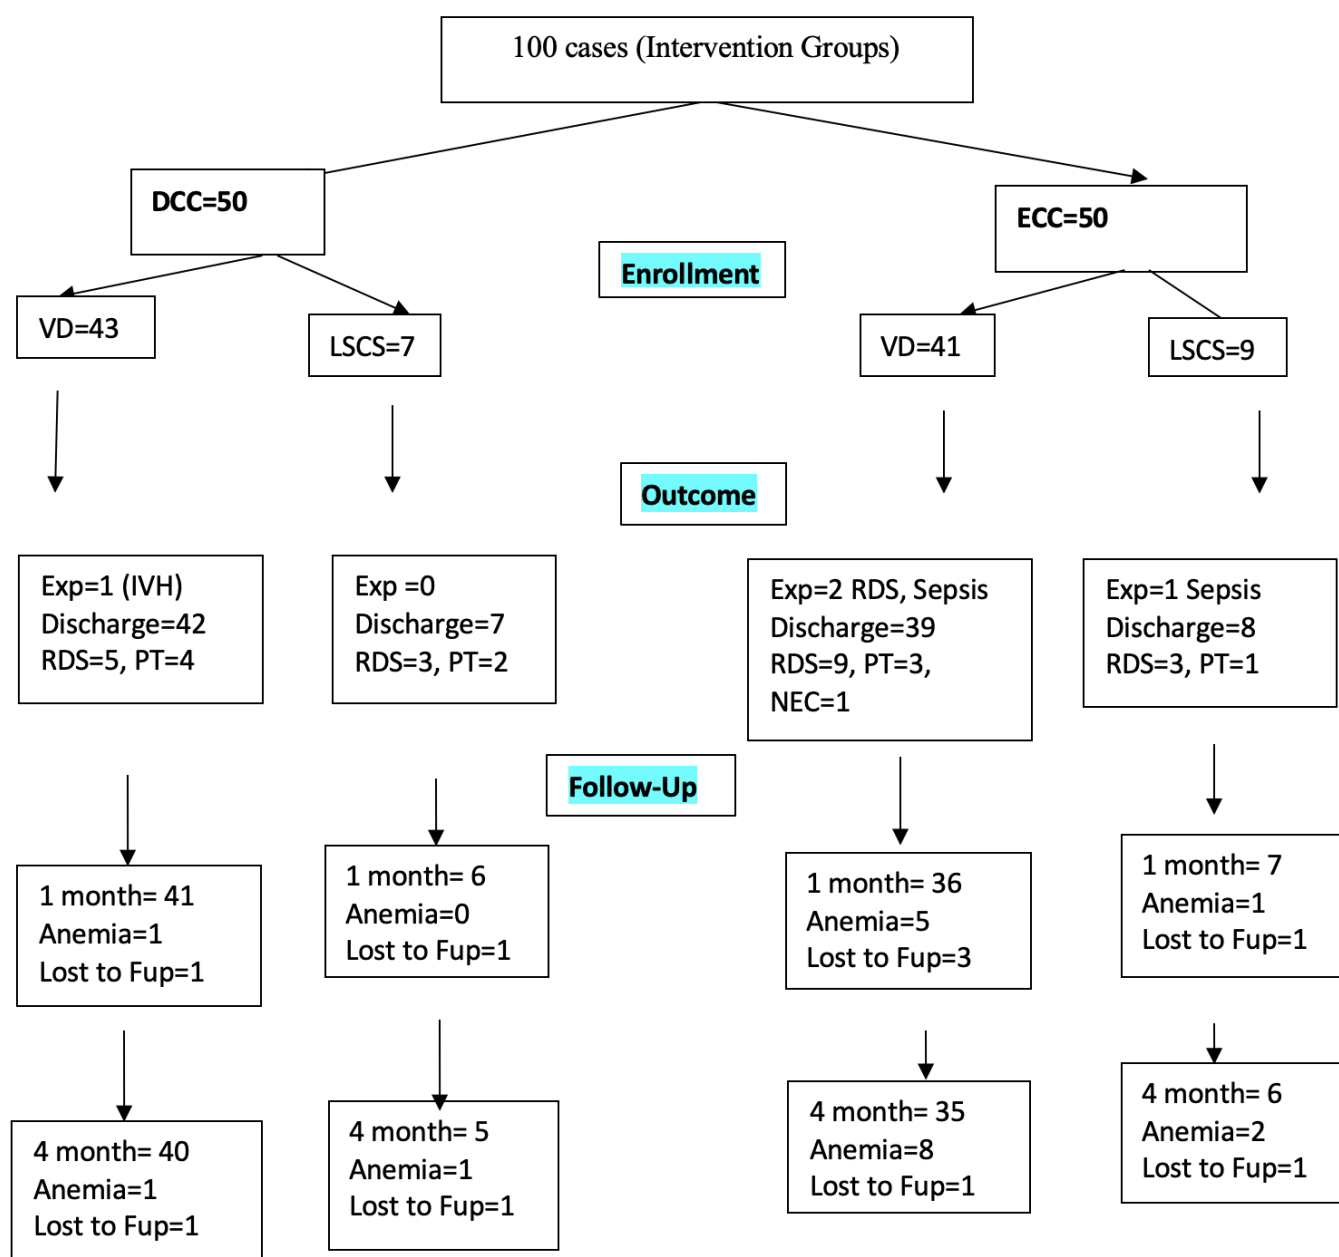 100 cases (Intervention Groups)
DCC=50
ECC=50
Enrollment
VD=43
LSCS=7
VD=41
LSCS=9
Outcome
Exp=1 (IVH)
Discharge=42
RDS=5, PT=4
Exp =0
Discharge=7
RDS=3, PT=2
Exp=2 RDS, Sepsis
Discharge=39
RDS=9, PT=3,
NEC=1
Exp=1 Sepsis
Discharge=8
RDS=3, PT=1
Follow-Up
1 month= 41
Anemia=1
Lost to Fup=1
1 month= 6
Anemia=0
Lost to Fup=1
1 month= 36
Anemia=5
Lost to Fup=3
1 month= 7
Anemia=1
Lost to Fup=1
4 month= 40
Anemia=1
Lost to Fup=1
4 month= 5
Anemia=1
Lost to Fup=1
4 month= 35
Anemia=8
Lost to Fup=1
4 month= 6
Anemia=2
Lost to Fup=1